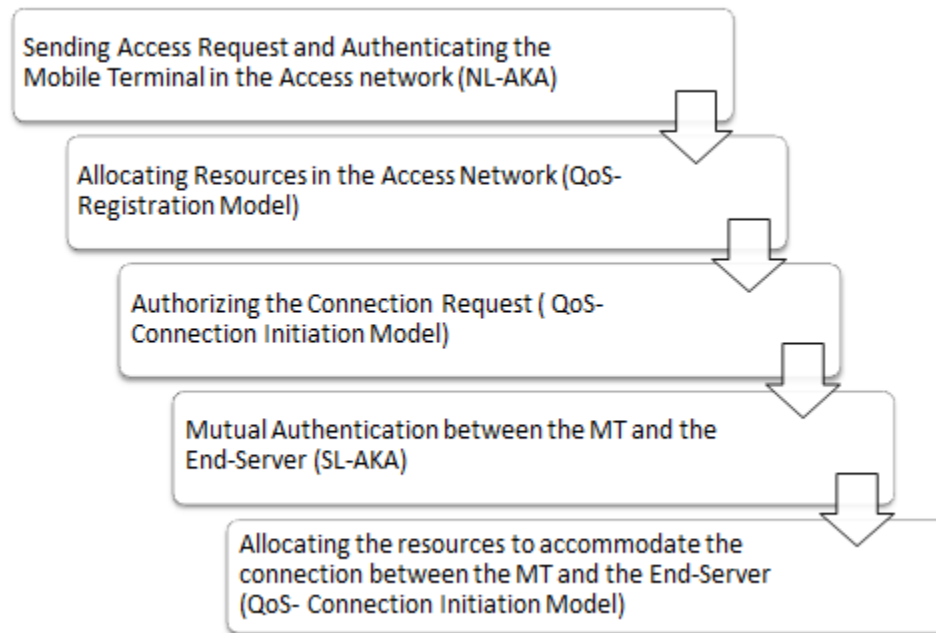 Sending Access Request and Authenticating the
Mobile Terminal in the Access network (NL-AKA)
Allocating Resources in the Access Network (QoS-
Registration Model)
Authorizing the Connection Request ( QoS-
Connection Initiation Model)
Mutual Authentication between the MT and the
End-Server (SL-AKA)
Allocating the resources to accommodate the
connection between the MT and the End-Server
(QoS- Connection Initiation Model)